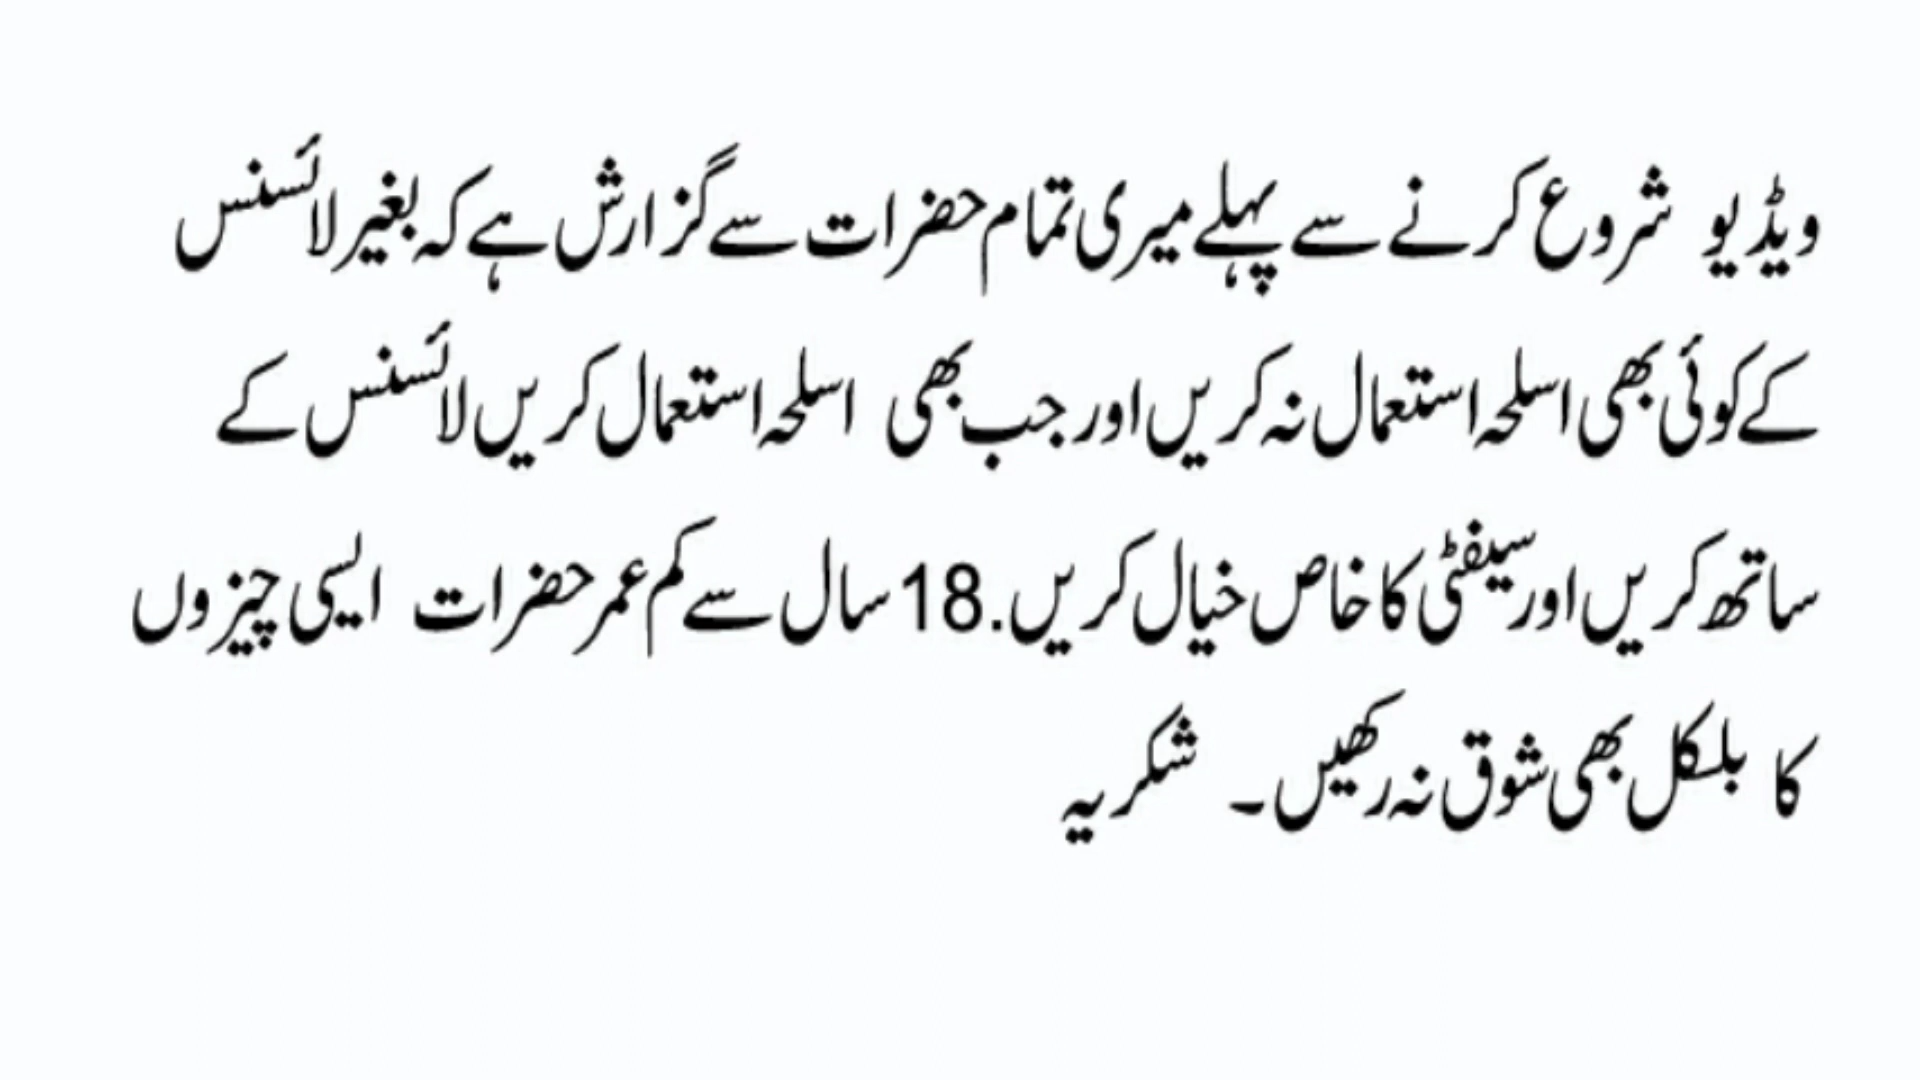 ویڈیو شروع کرنے سے پہلے میری تمام حضرات سے گزارش ہے کہ بغیر لائسنس
کے کوئی بھی اسلحہ استعمال نہ کریں اور جب بھی اسلحہ استعمال کریں لائسنس کے
ساتھ کریں اور سیفٹی کا خاص خیال کریں.18 سال سے کم عمر حضرات ایسی چیزوں
کا بلکل بھی شوق نہ رکھیں۔ شکریہ